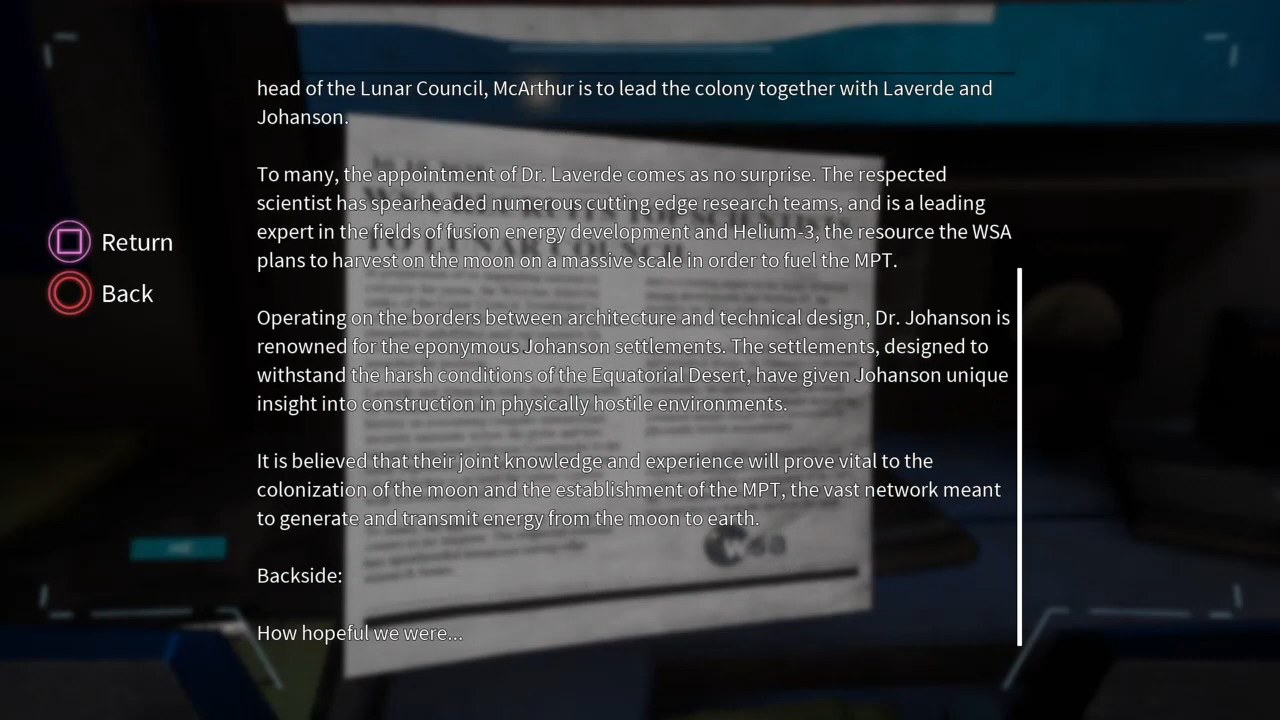 head of the Lunar Council, McArthur is to lead the colony together with Laverde and
Johanson.
To many, the appointment of Dr. Laverde comes as no surprise. The respected
scientist has spearheaded numerous cutting edge research teams, and is a leading
expert in the fields of fusion energy development and Helium-3, the resource the WSA
plans to harvest on the moon on a massive scale in order to fuel the MPT.
Return
Back
Operating on the borders between architecture and technical design, Dr. Johanson is
renowned for the eponymous Johanson settlements. The settlements, designed to
withstand the harsh conditions of the Equatorial Desert, have given Johanson unique
insight into construction in physically hostile environments.
It is believed that their joint knowledge and experience will prove vital to the
colonization of the moon and the establishment of the MPT, the vast network meant
to generate and transmit energy from the moon to earth.
wsa
Backside:
How hopeful we were...